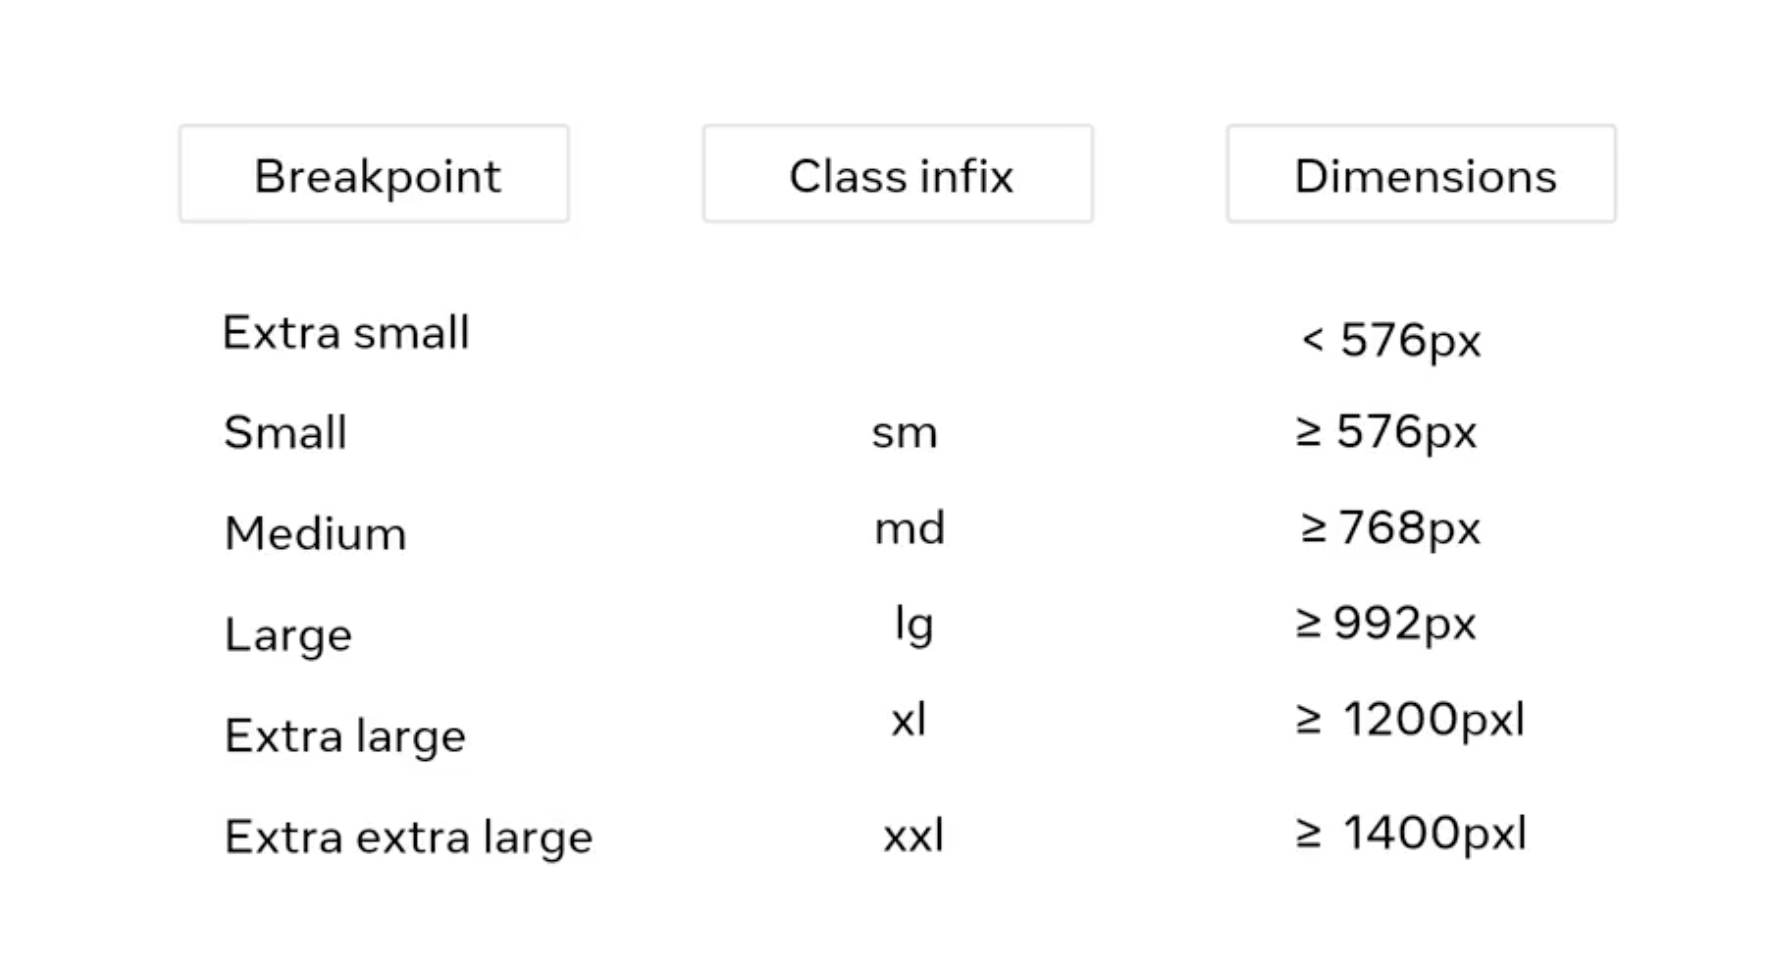 Breakpoint Class infix Dimensions
Extra small < 576px
Small sm ≥ 576px
Medium md ≥ 768px
Large lg ≥ 992px
Extra large xl ≥ 1200pxl
Extra extra large xxl ≥ 1400pxl